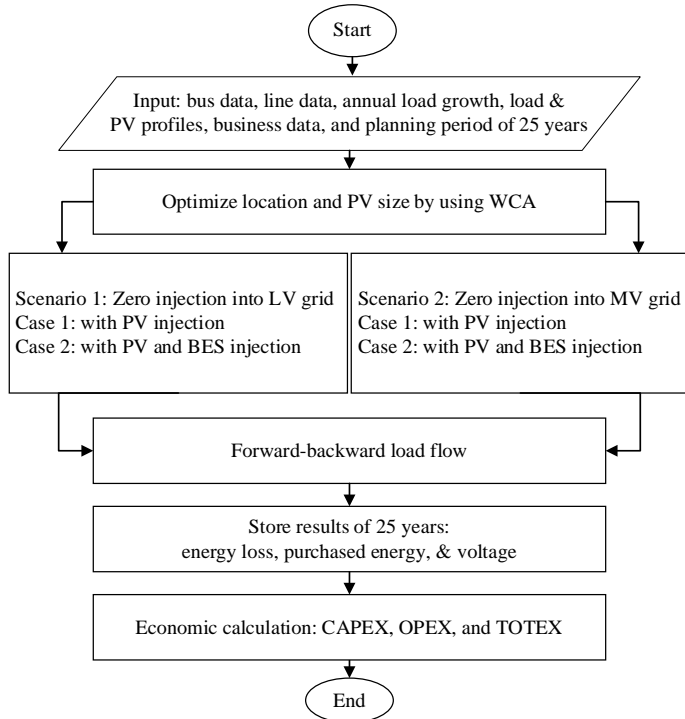 Start
Input: bus data, line data, annual load growth, load &
PV profiles, business data, and planning period of 25 years
Optimize location and PV size by using WCA
Scenario 1: Zero injection into LV grid
Case 1: with PV injection
Case 2: with PV and BES injection
Scenario 2: Zero injection into MV grid
Case 1: with PV injection
Case 2: with PV and BES injection
Forward-backward load flow
Store results of 25 years:
energy loss, purchased energy, & voltage
Economic calculation: CAPEX, OPEX, and TOTEX
End